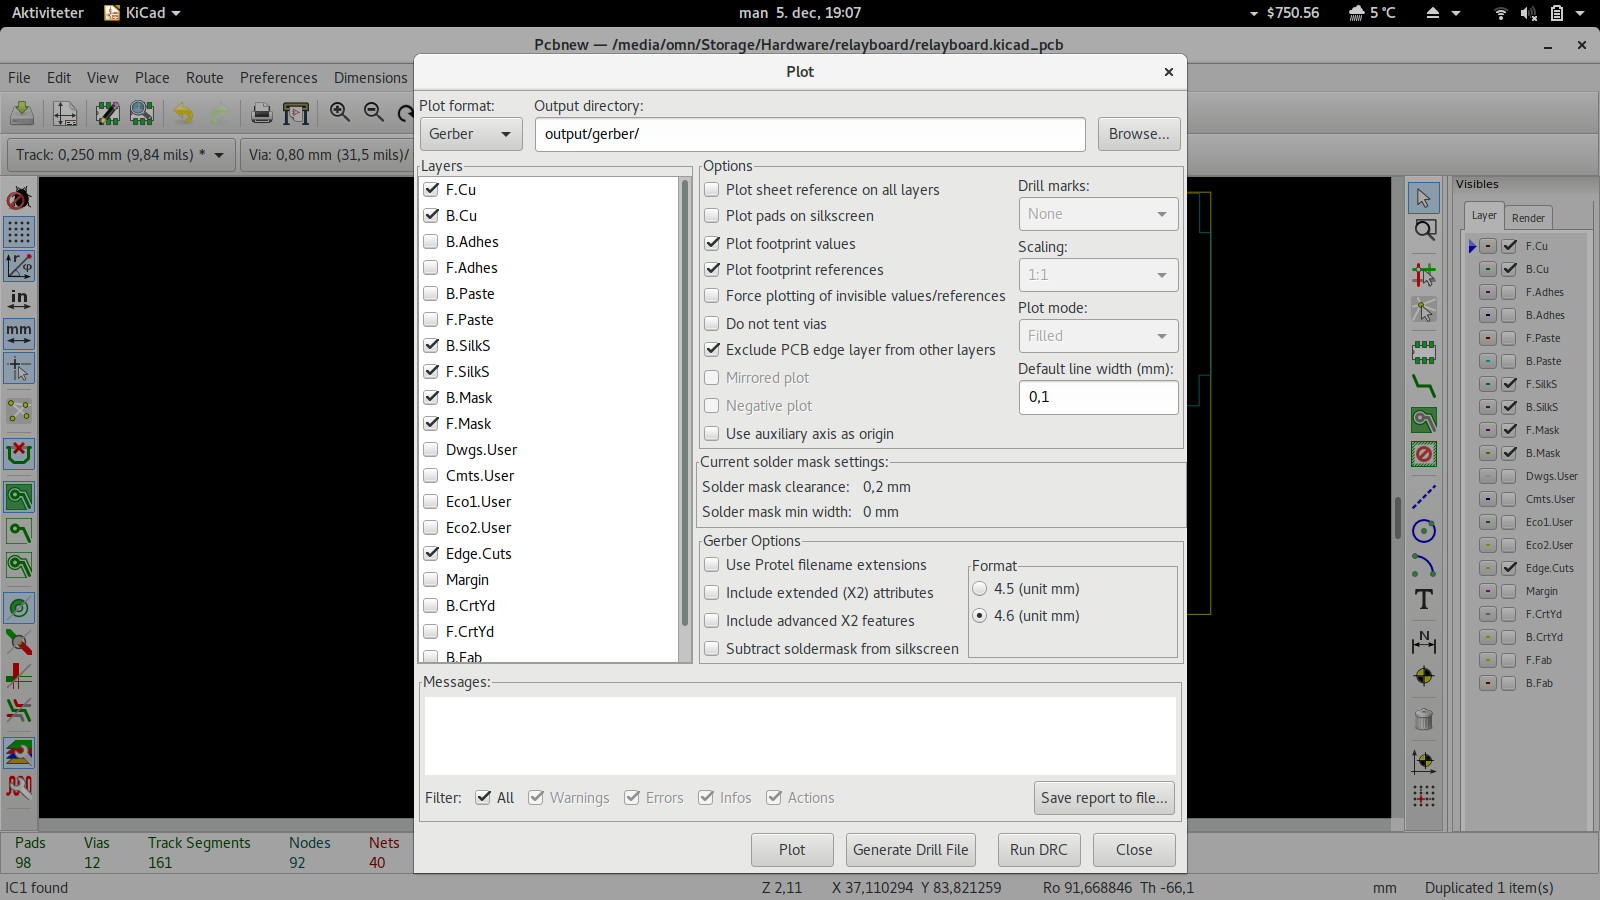 Aktiviteter KiCad man 5. dec, 19:07 $750.56 5 °C
Pcbnew — /media/omn/Storage/Hardware/relayboard/relayboard.kicad_pcb
File Edit View Place Route Preferences Dimensions
Track: 0,250 mm (9,84 mils) * Via: 0,80 mm (31,5 mils)/
in
mm
Plot
Plot format: Output directory:
Gerber output/gerber/ Browse...
Layers
F.Cu
B.Cu
B.Adhes
F.Adhes
B.Paste
F.Paste
B.SilkS
F.SilkS
B.Mask
F.Mask
Dwgs.User
Cmts.User
Eco1.User
Eco2.User
Edge.Cuts
Margin
B.CrtYd
F.CrtYd
B.Fab
Options
Plot sheet reference on all layers
Plot pads on silkscreen
Plot footprint values
Plot footprint references
Force plotting of invisible values/references
Do not tent vias
Exclude PCB edge layer from other layers
Mirrored plot
Negative plot
Use auxiliary axis as origin
Drill marks:
None
Scaling:
1:1
Plot mode:
Filled
Default line width (mm):
0,1
Current solder mask settings:
Solder mask clearance: 0,2 mm
Solder mask min width: 0 mm
Gerber Options
Use Protel filename extensions
Include extended (X2) attributes
Include advanced X2 features
Subtract soldermask from silkscreen
Format
4.5 (unit mm)
4.6 (unit mm)
Messages:
Filter: All Warnings Errors Infos Actions Save report to file...
Plot Generate Drill File Run DRC Close
T
N
Visibles
Layer Render
F.Cu
B.Cu
F.Adhes
B.Adhes
F.Paste
B.Paste
F.SilkS
B.SilkS
F.Mask
B.Mask
Dwgs.User
Cmts.User
Eco1.User
Eco2.User
Edge.Cuts
Margin
F.CrtYd
B.CrtYd
F.Fab
B.Fab
Pads Vias Track Segments Nodes Nets
98 12 161 92 40
IC1 found Z 2,11 X 37,110294 Y 83,821259 Ro 91,668846 Th -66,1 mm Duplicated 1 item(s)